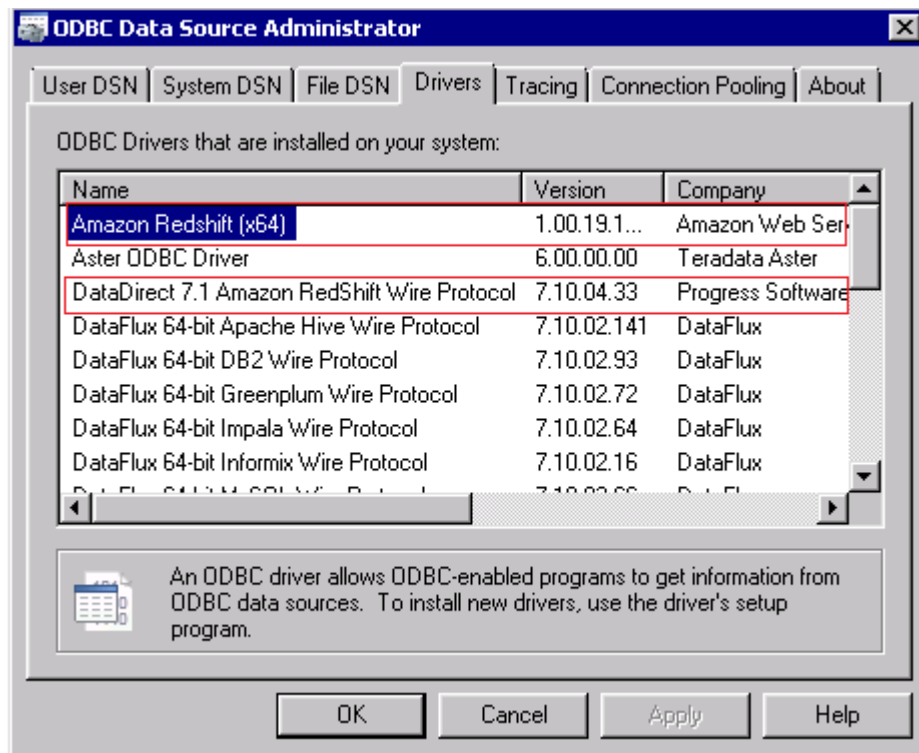 ODBC Data Source Administrator
User DSN System DSN File DSN Drivers Tracing Connection Pooling About
ODBC Drivers that are installed on your system:
Name Version Company
Amazon Redshift (x64) 1.00.19.1... Amazon Web Ser
Aster ODBC Driver 6.00.00.00 Teradata Aster
DataDirect 7.1 Amazon RedShift Wire Protocol 7.10.04.33 Progress Software
DataFlux 64-bit Apache Hive Wire Protocol 7.10.02.141 DataFlux
DataFlux 64-bit DB2 Wire Protocol 7.10.02.93 DataFlux
DataFlux 64-bit Greenplum Wire Protocol 7.10.02.72 DataFlux
DataFlux 64-bit Impala Wire Protocol 7.10.02.64 DataFlux
DataFlux 64-bit Informix Wire Protocol 7.10.02.16 DataFlux
An ODBC driver allows ODBC-enabled programs to get information from
ODBC data sources. To install new drivers, use the driver's setup
program.
OK Cancel Apply Help